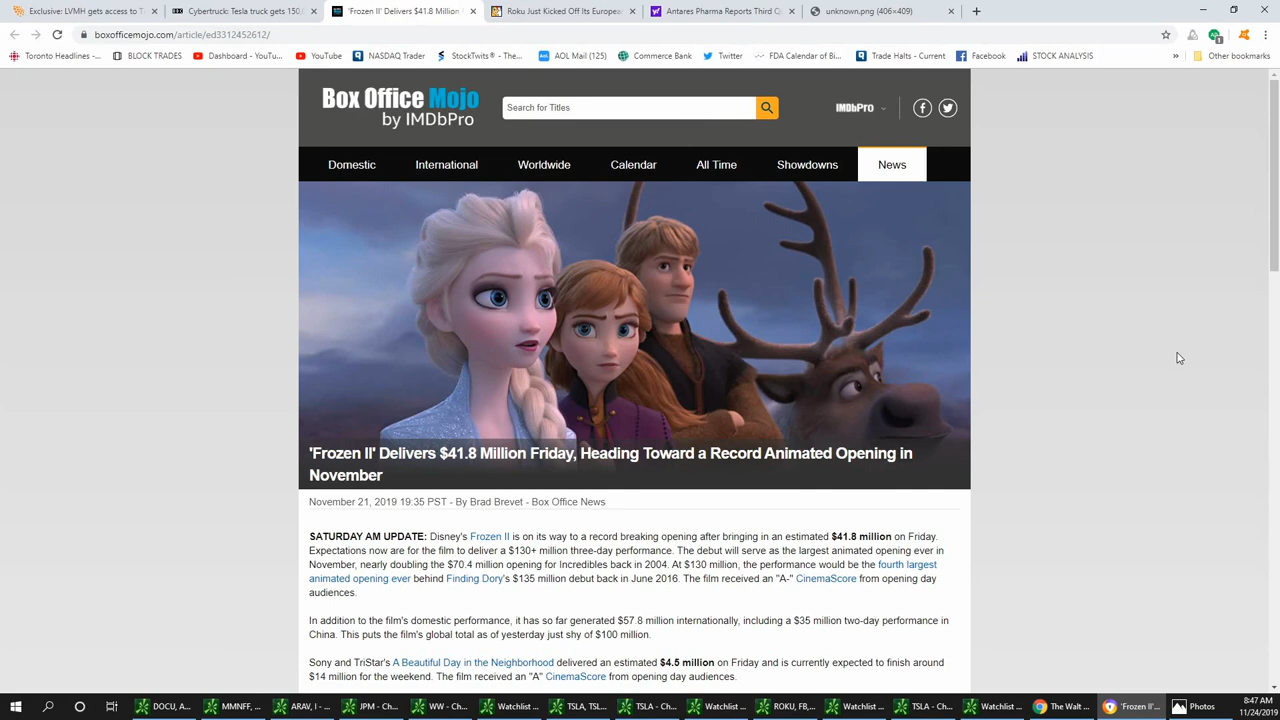 Exclusive: LVMH gets access to T
Cybertruck: Tesla truck gets 150,
"Frozen II' Delivers $41.8 Million
Roku Just Kicked Off Its Europea
Antares Pharma Reports Third Q
unknown.png (406×409)
boxofficemojo.com/article/ed3312452612/
Toronto Headlines -...
BLOCK TRADES
Dashboard - YouTu...
YouTube
NASDAQ Trader
StockTwits® - The...
AOL Mail (125)
Commerce Bank
Twitter
FDA Calendar of Bi...
Trade Halts - Current
Facebook
STOCK ANALYSIS
»
Other bookmarks
Box Office Mojo
by IMDbPro
Search for Titles
IMDbPro
Domestic
International
Worldwide
Calendar
All Time
Showdowns
News
'Frozen II' Delivers $41.8 Million Friday, Heading Toward a Record Animated Opening in
November
November 21, 2019 19:35 PST - By Brad Brevet - Box Office News
SATURDAY AM UPDATE: Disney's Frozen II is on its way to a record breaking opening after bringing in an estimated $41.8 million on Friday.
Expectations now are for the film to deliver a $130+ million three-day performance. The debut will serve as the largest animated opening ever in
November, nearly doubling the $70.4 million opening for Incredibles back in 2004. At $130 million, the performance would be the fourth largest
animated opening ever behind Finding Dory's $135 million debut back in June 2016. The film received an "A-" CinemaScore from opening day
audiences.
In addition to the film's domestic performance, it has so far generated $57.8 million internationally, including a $35 million two-day performance in
China. This puts the film's global total as of yesterday just shy of $100 million.
Sony and TriStar's A Beautiful Day in the Neighborhood delivered an estimated $4.5 million on Friday and is currently expected to finish around
$14 million for the weekend. The film received an "A" CinemaScore from opening day audiences.
DOCU, A...
MMNFF, ...
ARAV, I - ...
JPM - Ch...
WW - Ch...
Watchlist ...
TSLA, TSL...
TSLA - Ch...
Watchlist ...
ROKU, FB,...
Watchlist ...
TSLA - Ch...
Watchlist ...
The Walt ...
'Frozen II'...
Photos
8:47 AM
11/24/2019